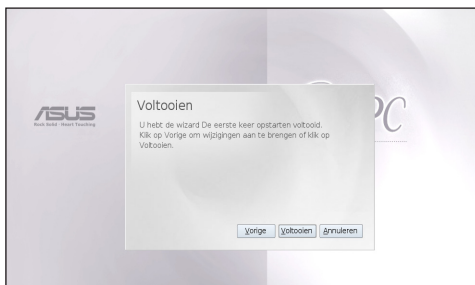 ASUS
Rock Solid · Heart Touching
PC
Voltooien
U hebt de wizard De eerste keer opstarten voltooid.
Klik op Vorige om wijzigingen aan te brengen of klik op
Voltooien.
Vorige Voltooien Annuleren